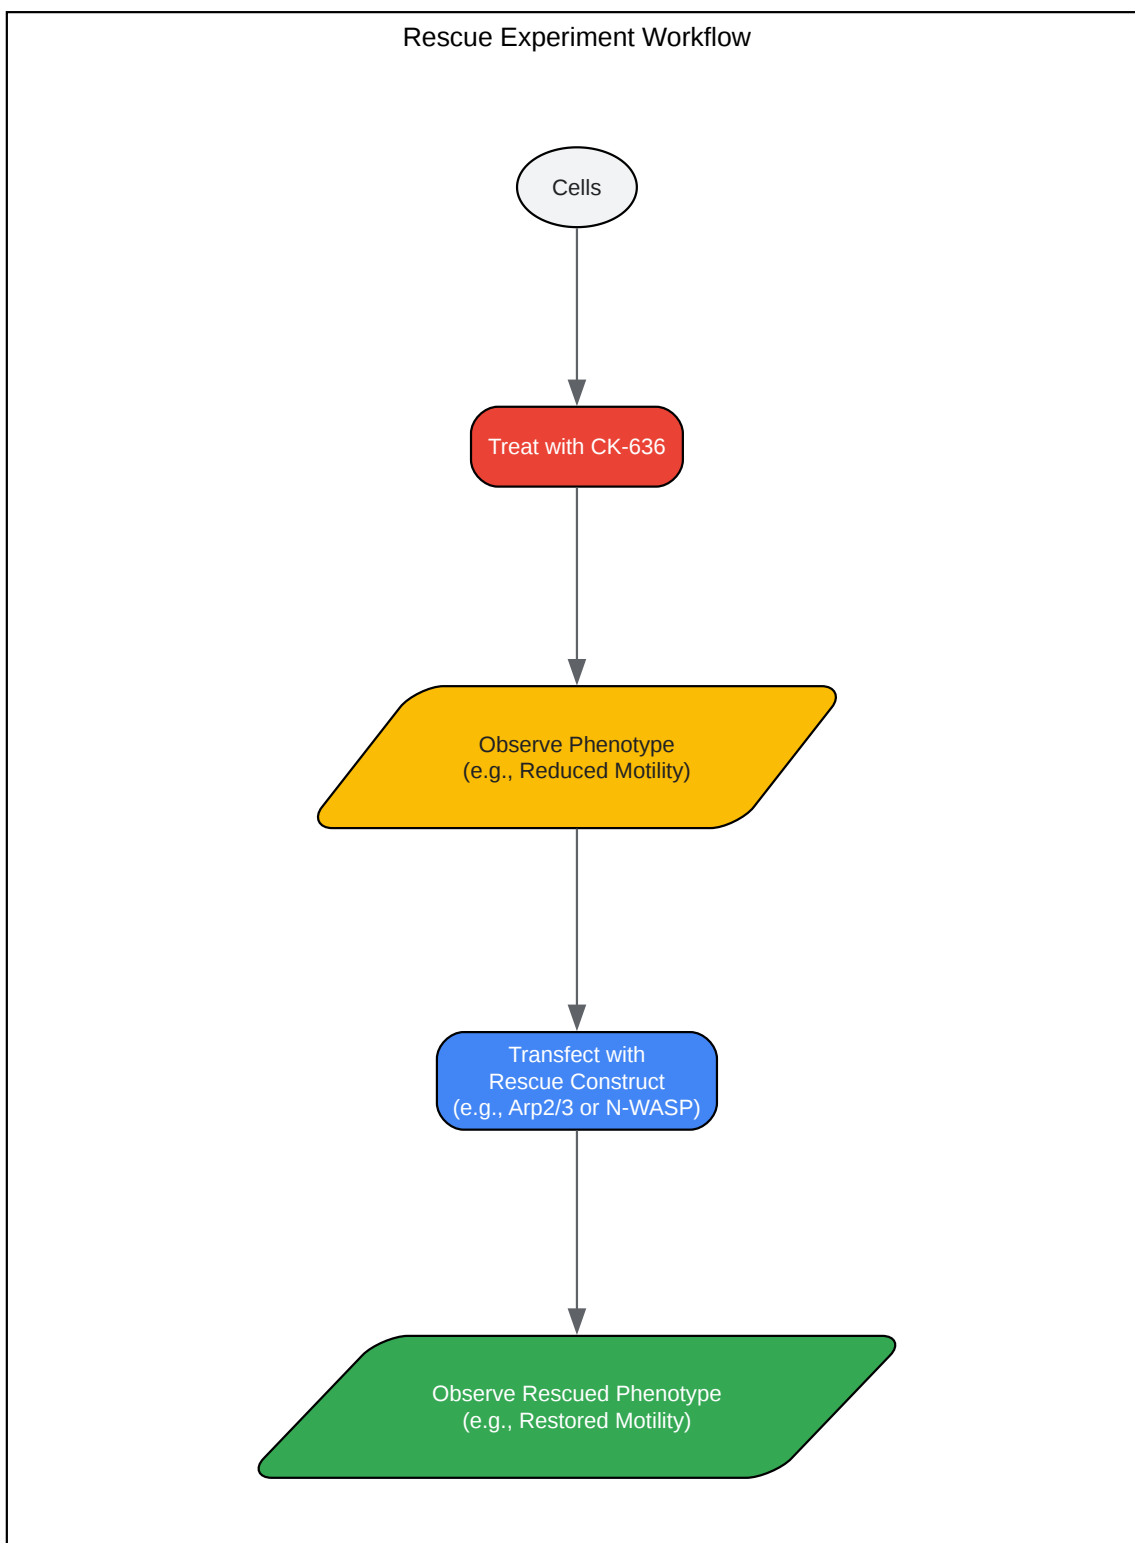 Rescue Experiment Workflow
Cells
Treat with CK-636
Observe Phenotype
(e.g., Reduced Motility)
Transfect with
Rescue Construct
(e.g., Arp2/3 or N-WASP)
Observe Rescued Phenotype
(e.g., Restored Motility)